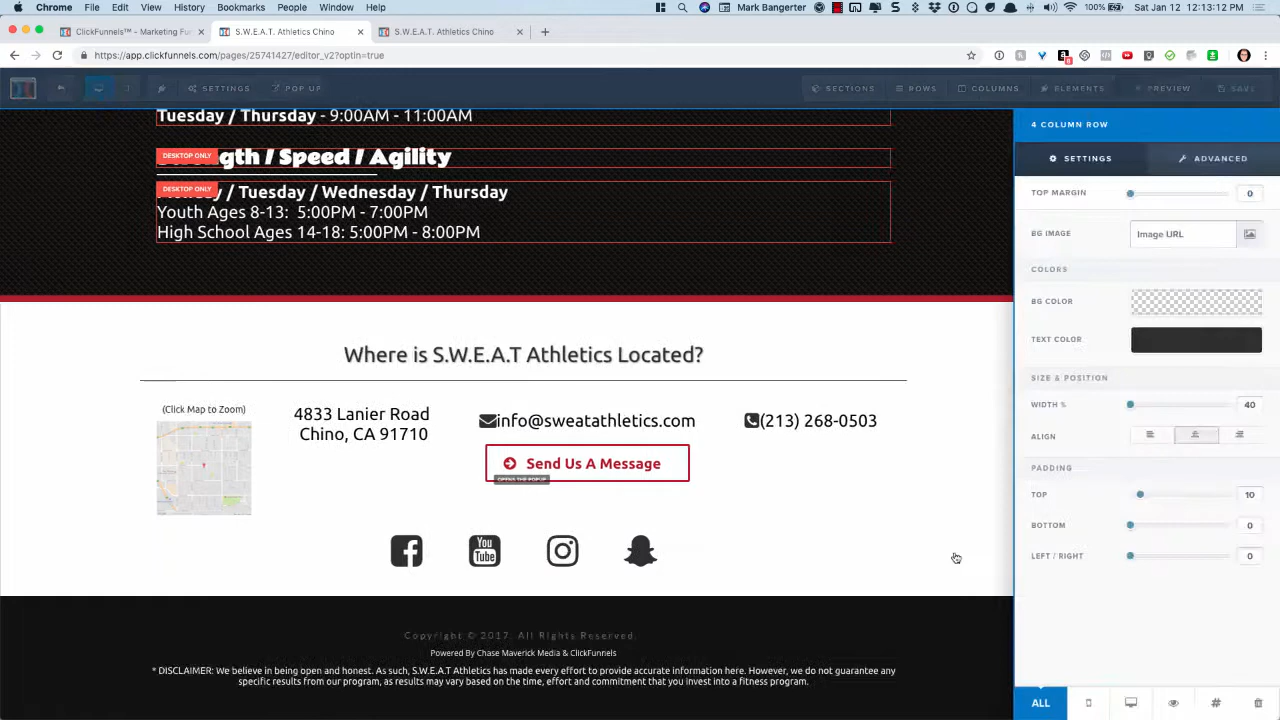 Chrome File Edit View History Bookmarks People Window Help
Mark Bangerter 100% Sat Jan 12 3:13:12 PM
ClickFunnels™ - Marketing Fu
S.W.E.A.T. Athletics Chino
S.W.E.A.T. Athletics Chino
https://app.clickfunnels.com/pages/25741427/editor_v2?optin=true
SETTINGS
POP UP
SECTIONS
ROWS
COLUMNS
ELEMENTS
PREVIEW
SAVE
Tuesday / Thursday - 9:00AM - 11:00AM
DESKTOP ONLY
gth / Speed / Agility
DESKTOP ONLY
/ Tuesday / Wednesday / Thursday
Youth Ages 8-13: 5:00PM - 7:00PM
High School Ages 14-18: 5:00PM - 8:00PM
Where is S.W.E.A.T Athletics Located?
(Click Map to Zoom)
4833 Lanier Road
Chino, CA 91710
info@sweatathletics.com
(213) 268-0503
Send Us A Message
OPENS THE POPUP
You
Tube
Copyright © 2017. All Rights Reserved.
Powered By Chase Maverick Media & ClickFunnels
* DISCLAIMER: We believe in being open and honest. As such, S.W.E.A.T Athletics has made every effort to provide accurate information here. However, we do not guarantee any
specific results from our program, as results may vary based on the time, effort and commitment that you invest into a fitness program.
4 COLUMN ROW
SETTINGS
ADVANCED
TOP MARGIN 0
BG IMAGE Image URL
COLORS
BG COLOR
TEXT COLOR
SIZE & POSITION
WIDTH % 40
ALIGN
PADDING
TOP 10
BOTTOM 0
LEFT / RIGHT 0
ALL